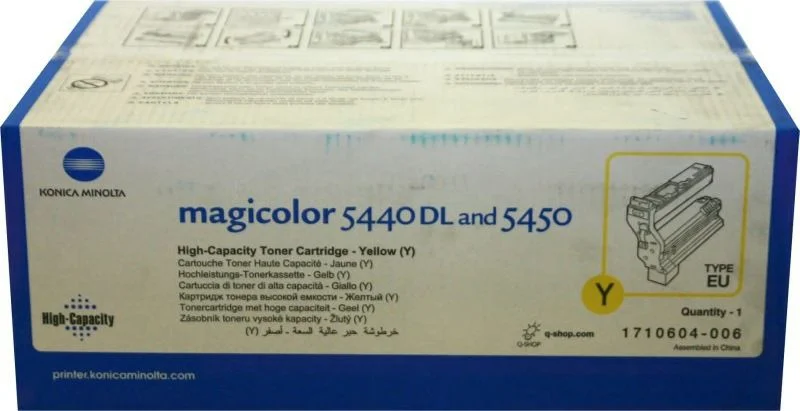 KONICA MINOLTA
magicolor 5440 DL and 5450
High-Capacity Toner Cartridge - Yellow (Y)
Cartouche Toner Haute Capacité - Jaune (Y)
Hochleistungs-Tonerkassette - Gelb (Y)
Cartuccia di toner di alta capacità - Giallo (Y)
Картридж тонера высокой емкости - Желтый (Y)
Tonercartridge met hoge capaciteit - Geel (Y)
Zásobník toneru vysoké kapacity - Žlutý (Y)
خرطوشة حبر عالية السعة - أصفر (Y)
High-Capacity
TYPE
EU
Y
Quantity - 1
Q-SHOP
q-shop.com
1710604-006
Assembled in China
printer.konicaminolta.com